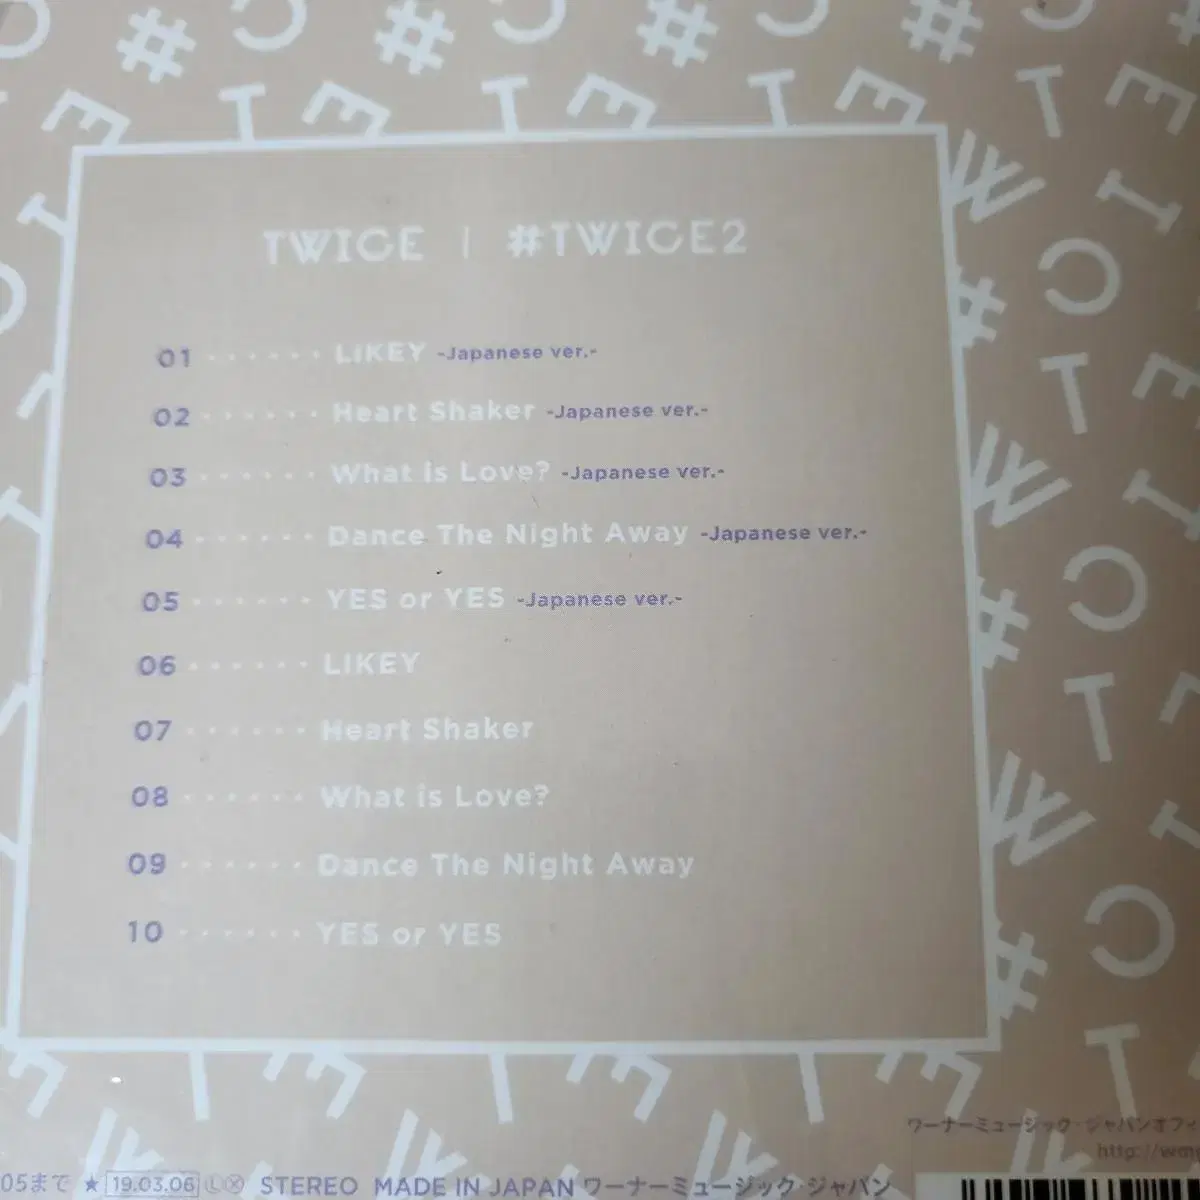 TWICE | #TWICE2
01 ······ LIKEY -Japanese ver.-
02 ······ Heart Shaker -Japanese ver.-
03 ······ What is Love? -Japanese ver.-
04 ······ Dance The Night Away -Japanese ver.-
05 ······ YES or YES -Japanese ver.-
06 ······ LIKEY
07 ······ Heart Shaker
08 ······ What is Love?
09 ······ Dance The Night Away
10 ······ YES or YES
ワーナーミュージック・ジャパンオフィ
http://wmg
05まで ★ 19.03.06 Ⓛ Ⓧ STEREO MADE IN JAPAN ワーナーミュージック・ジャパン